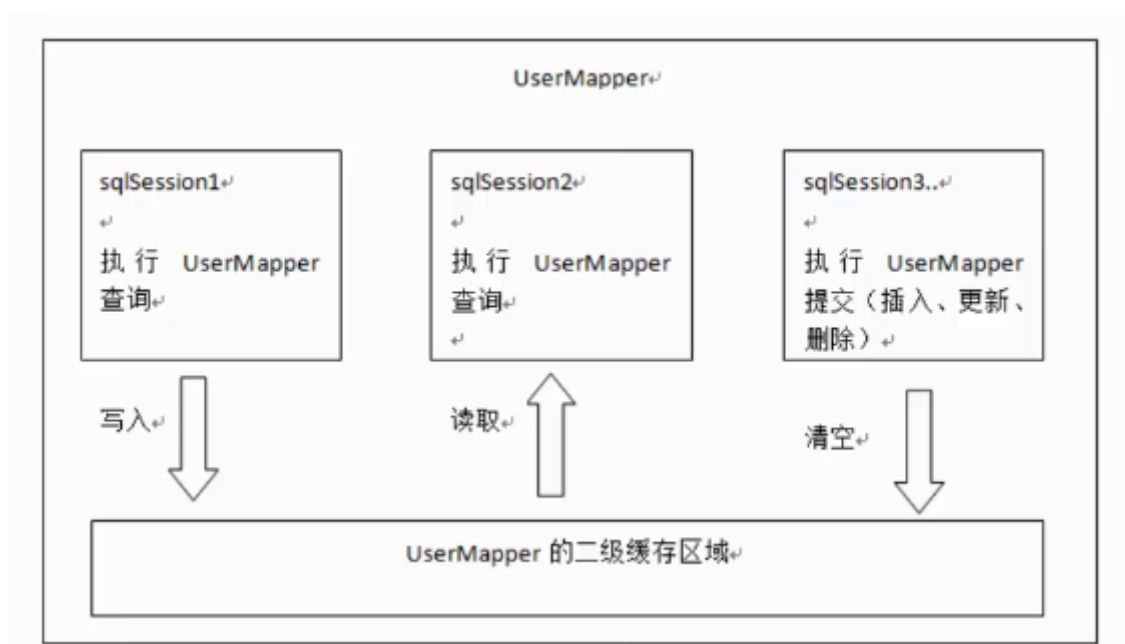 UserMapper↵
sqlSession1↵
↵
执 行 UserMapper
查询↵
sqlSession2↵
↵
执 行 UserMapper
查询↵
↵
sqlSession3..↵
↵
执 行 UserMapper
提交（插入、更新、
删除）↵
写入↵
读取↵
清空↵
UserMapper 的二级缓存区域↵